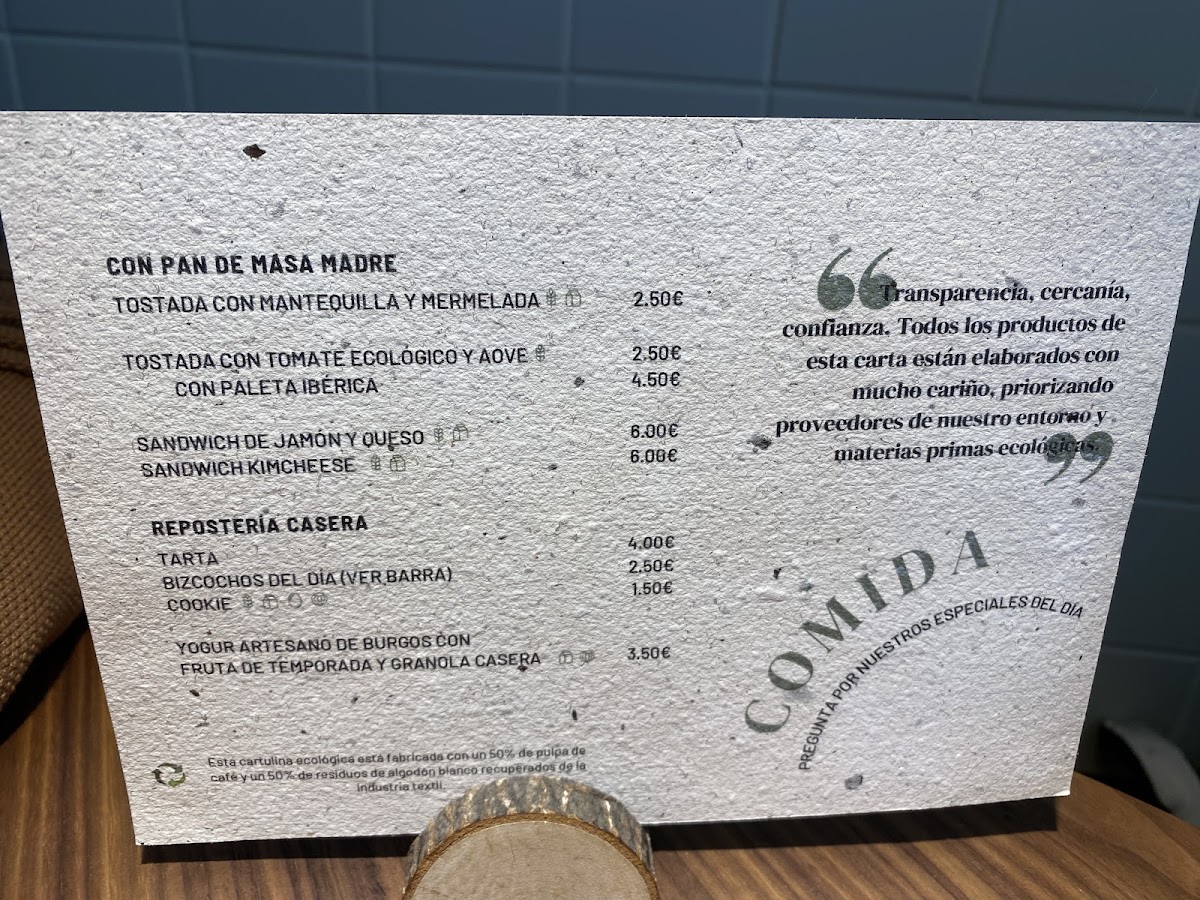 CON PAN DE MASA MADRE
TOSTADA CON MANTEQUILLA Y MERMELADA 2.50€
TOSTADA CON TOMATE ECOLÓGICO Y AOVE 2.50€
CON PALETA IBÉRICA 4.50€
SANDWICH DE JAMÓN Y QUESO 6.00€
SANDWICH KIMCHEESE 6.00€
REPOSTERÍA CASERA
TARTA 4.00€
BIZCOCHOS DEL DÍA (VER BARRA) 2.50€
COOKIE 1.50€
YOGUR ARTESANO DE BURGOS CON
FRUTA DE TEMPORADA Y GRANOLA CASERA 3.50€
Esta cartulina ecológica está fabricada con un 50% de pulpa de
café y un 50% de residuos de algodón blanco recuperados de la
industria textil.
“Transparencia, cercanía,
confianza. Todos los productos de
esta carta están elaborados con
mucho cariño, priorizando
proveedores de nuestro entorno y
materias primas ecológicas.”
COMIDA
PREGUNTA POR NUESTROS ESPECIALES DEL DÍA